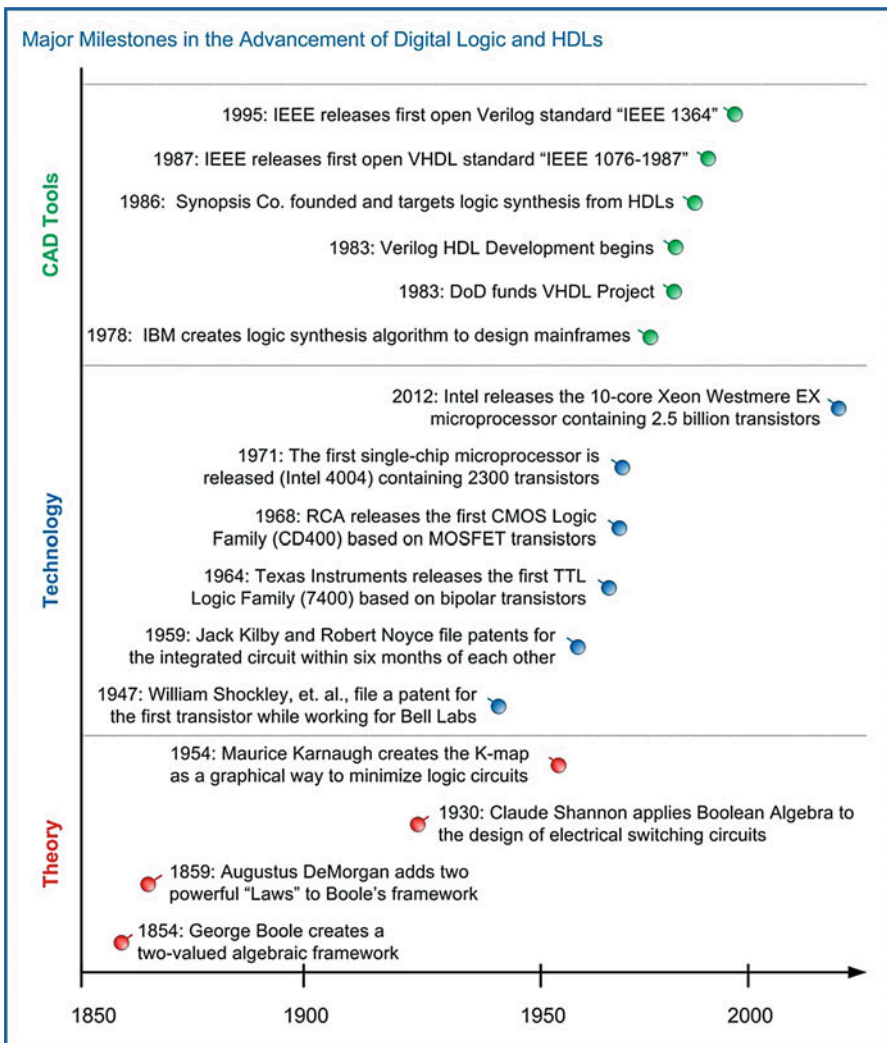 Major Milestones in the Advancement of Digital Logic and HDLs
CAD Tools
1995: IEEE releases first open Verilog standard “IEEE 1364”
1987: IEEE releases first open VHDL standard “IEEE 1076-1987”
1986:  Synopsis Co. founded and targets logic synthesis from HDLs
1983: Verilog HDL Development begins
1983: DoD funds VHDL Project
1978:  IBM creates logic synthesis algorithm to design mainframes
Technology
2012: Intel releases the 10-core Xeon Westmere EX
microprocessor containing 2.5 billion transistors
1971: The first single-chip microprocessor is
released (Intel 4004) containing 2300 transistors
1968: RCA releases the first CMOS Logic
Family (CD400) based on MOSFET transistors
1964: Texas Instruments releases the first TTL
Logic Family (7400) based on bipolar transistors
1959: Jack Kilby and Robert Noyce file patents for
the integrated circuit within six months of each other
1947: William Shockley, et. al., file a patent for
the first transistor while working for Bell Labs
Theory
1954: Maurice Karnaugh creates the K-map
as a graphical way to minimize logic circuits
1930: Claude Shannon applies Boolean Algebra to
the design of electrical switching circuits
1859: Augustus DeMorgan adds two
powerful “Laws” to Boole’s framework
1854: George Boole creates a
two-valued algebraic framework
1850
1900
1950
2000